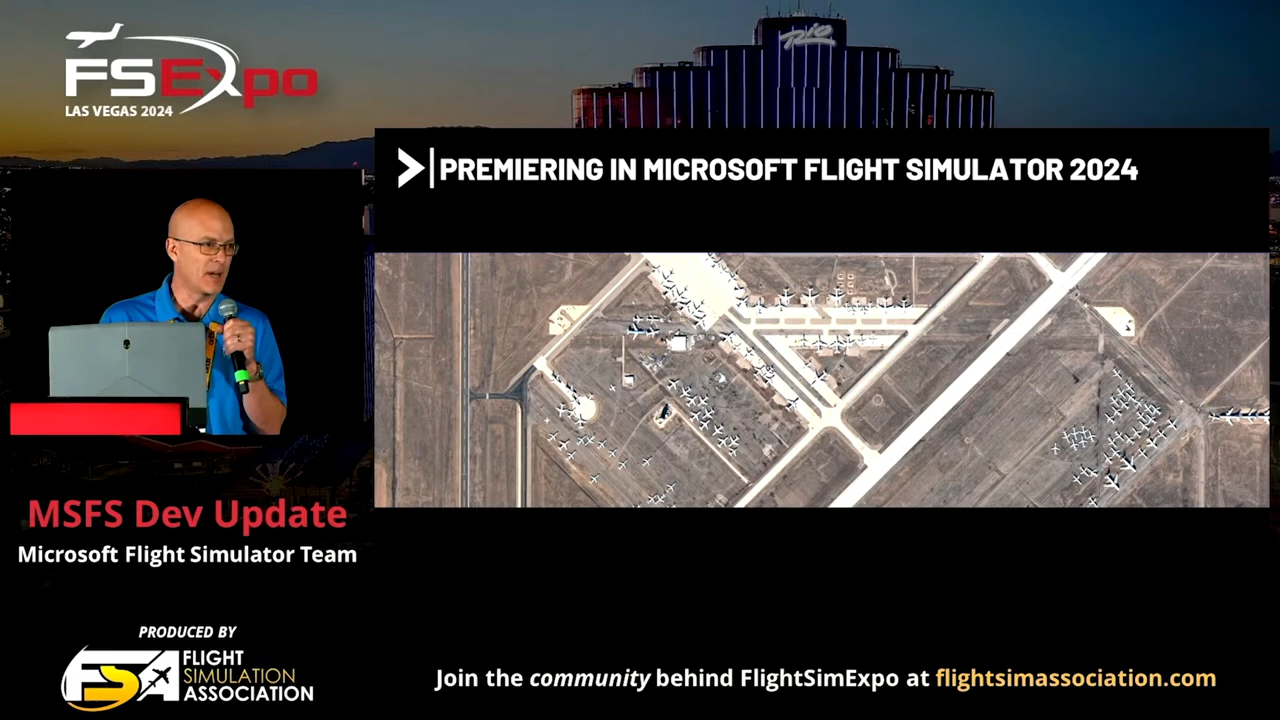 FSExpo
LAS VEGAS 2024
Rio
PREMIERING IN MICROSOFT FLIGHT SIMULATOR 2024
MSFS Dev Update
Microsoft Flight Simulator Team
PRODUCED BY
FSA
FLIGHT
SIMULATION
ASSOCIATION
Join the community behind FlightSimExpo at flightsimassociation.com